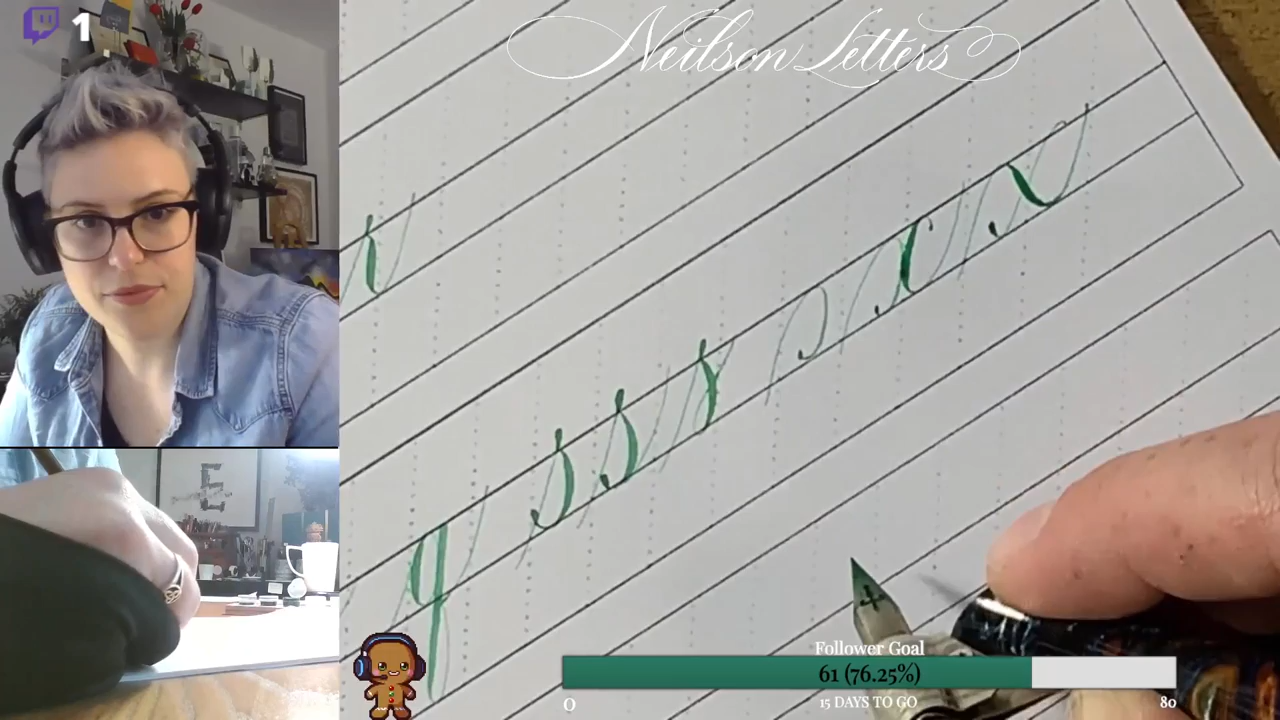 1
Neilson Letters
q s s s x x
E
Follower Goal
61 (76.25%)
0
15 DAYS TO GO
80